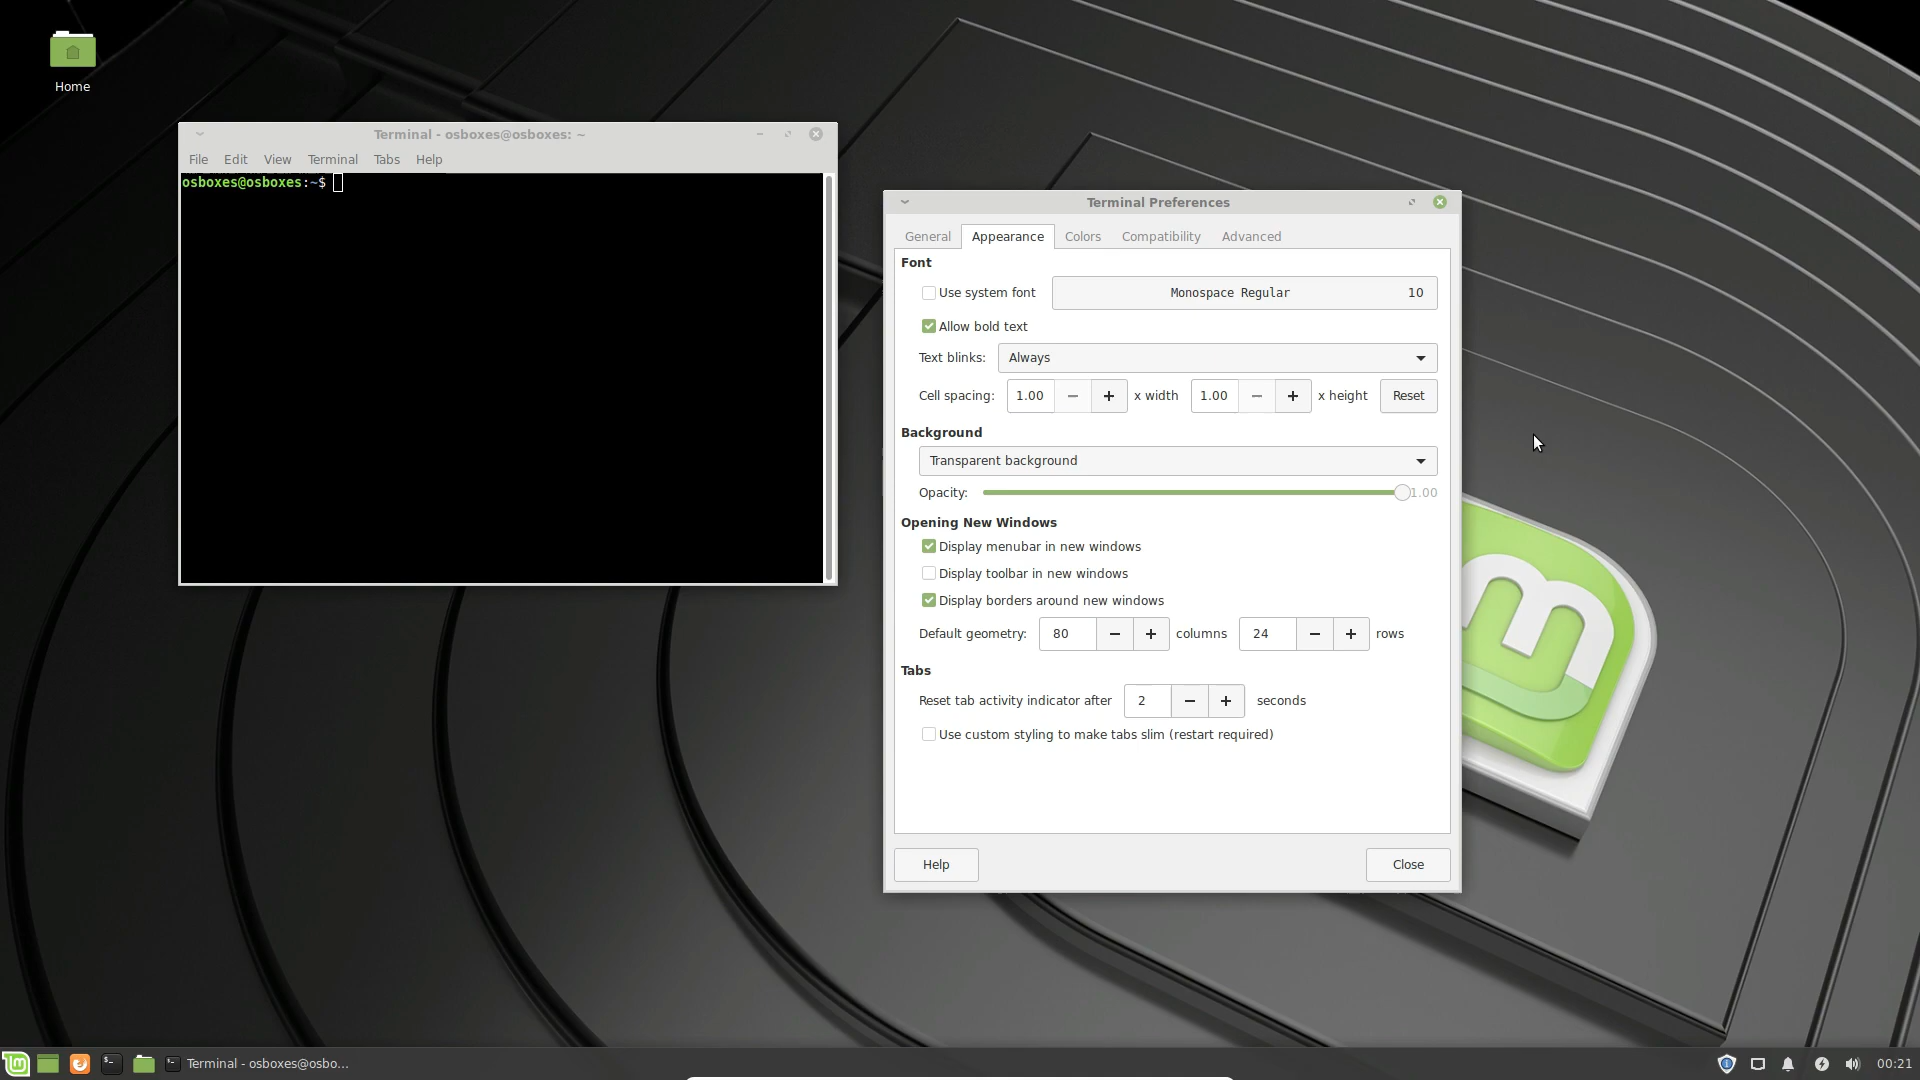 Home
Terminal - osboxes@osboxes: ~
File Edit View Terminal Tabs Help
osboxes@osboxes:~$
Terminal Preferences
General Appearance Colors Compatibility Advanced
Font
Use system font Monospace Regular 10
Allow bold text
Text blinks: Always
Cell spacing: 1.00 − + x width 1.00 − + x height Reset
Background
Transparent background
Opacity: 1.00
Opening New Windows
Display menubar in new windows
Display toolbar in new windows
Display borders around new windows
Default geometry: 80 − + columns 24 − + rows
Tabs
Reset tab activity indicator after 2 − + seconds
Use custom styling to make tabs slim (restart required)
Help Close
Terminal - osboxes@osbo... 00:21